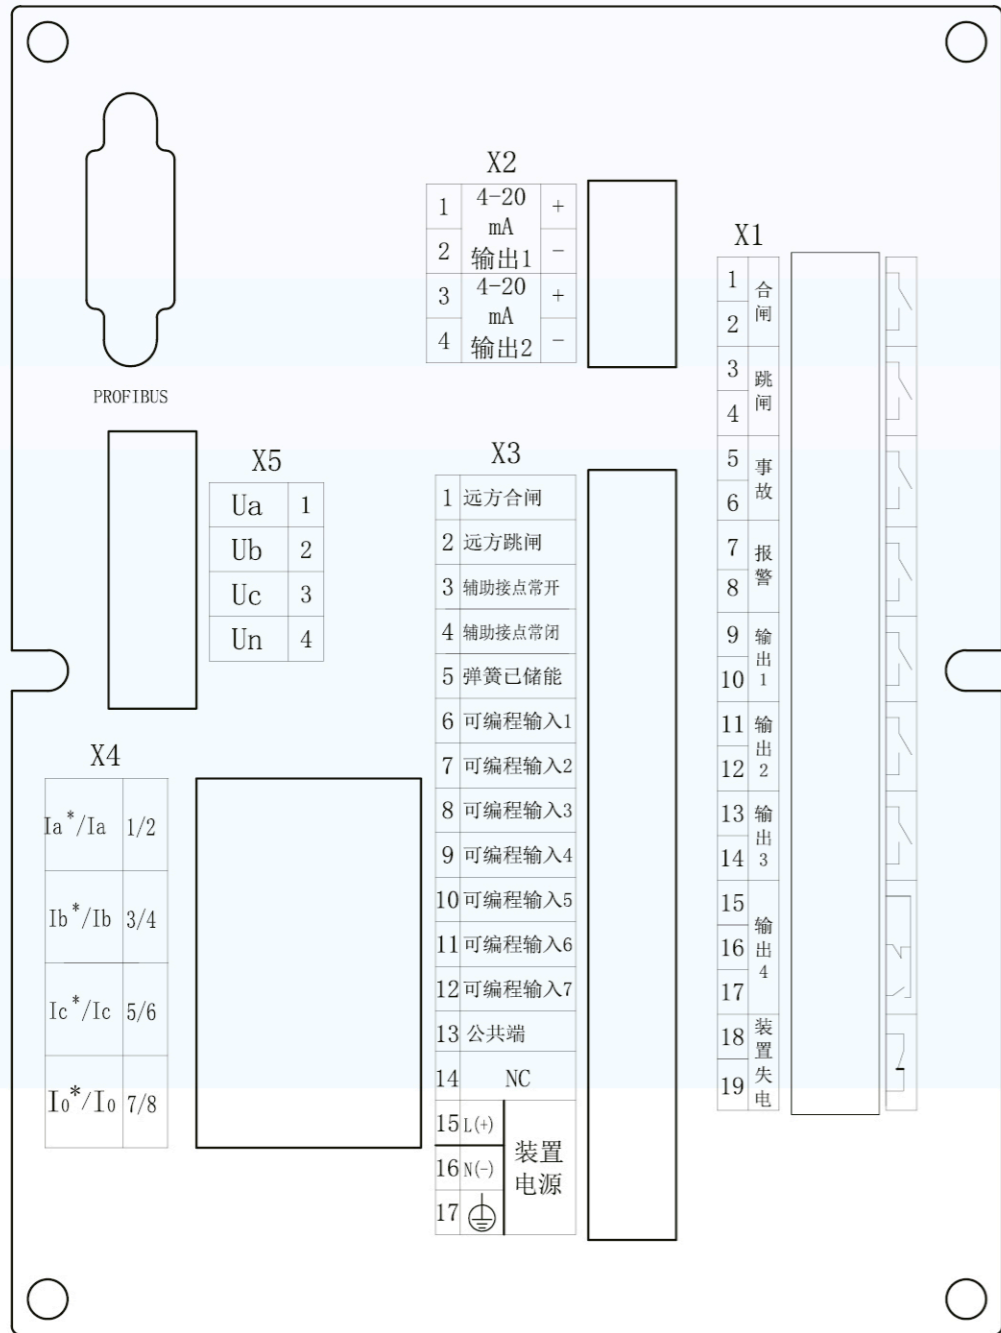 X2
1 4-20 +
mA
2 输出1 -
3 4-20 +
mA
4 输出2 -
X1
1 合
2 闸
3 跳
4 闸
5 事
6 故
7 报
8 警
9 输
出
10 1
11 输
出
12 2
13 输
出
14 3
15
输
16 出
4
17
18 装
置
19 失
电
PROFIBUS
X5
Ua 1
Ub 2
Uc 3
Un 4
X3
1 远方合闸
2 远方跳闸
3 辅助接点常开
4 辅助接点常闭
5 弹簧已储能
6 可编程输入1
7 可编程输入2
8 可编程输入3
9 可编程输入4
10 可编程输入5
11 可编程输入6
12 可编程输入7
13 公共端
14 NC
15 L(+)
装置
16 N(-)
电源
17
X4
Ia*/Ia 1/2
Ib*/Ib 3/4
Ic*/Ic 5/6
I0*/I0 7/8